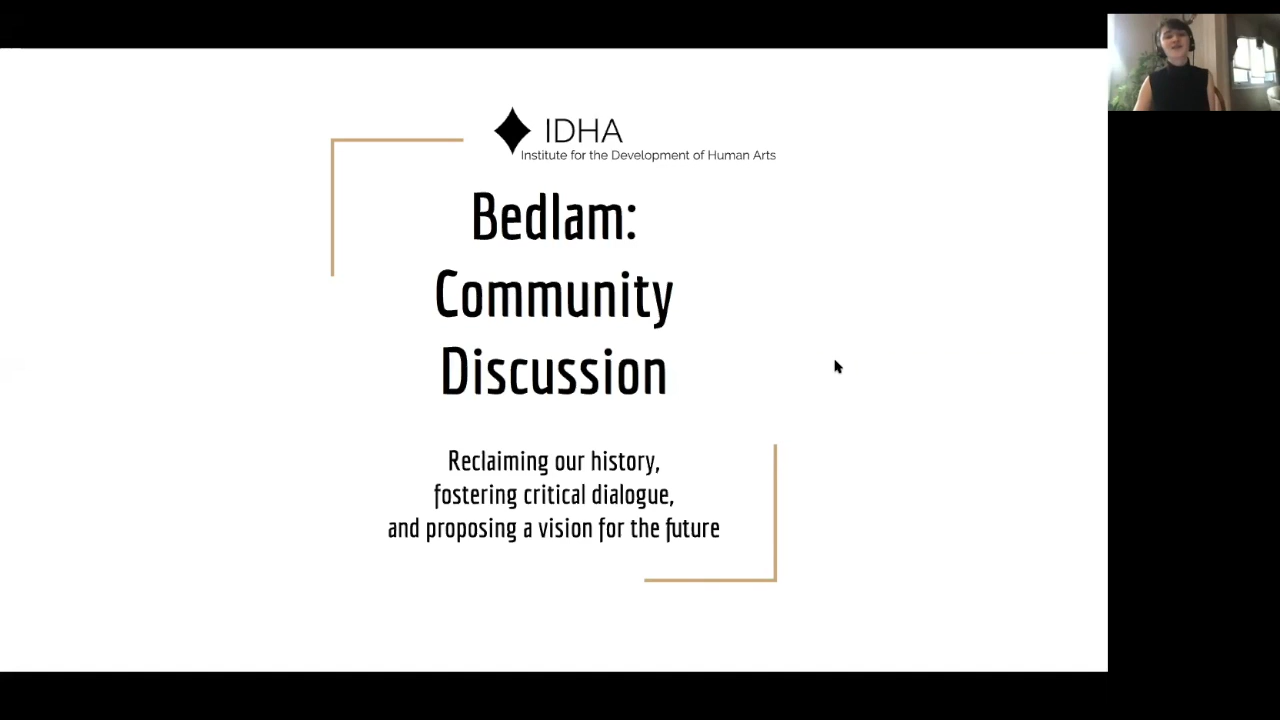 IDHA
Institute for the Development of Human Arts
Bedlam:
Community
Discussion
Reclaiming our history,
fostering critical dialogue,
and proposing a vision for the future